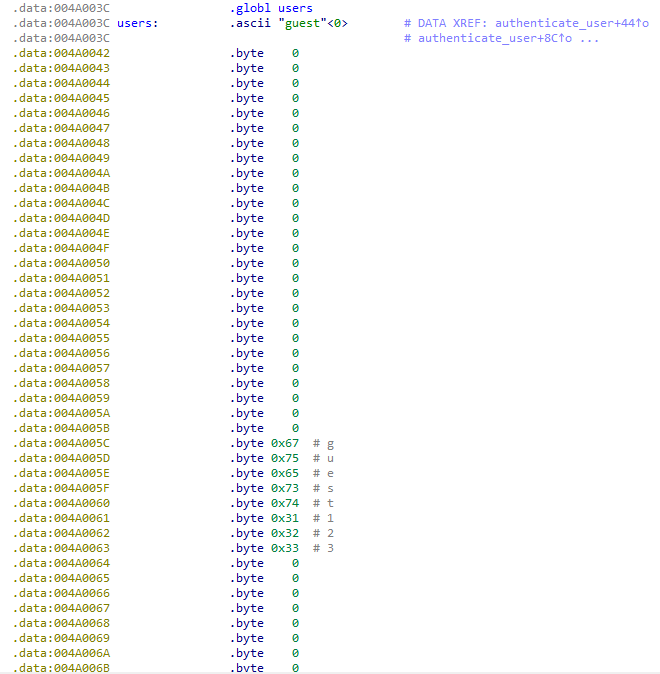 .data:004A003C .globl users
.data:004A003C users: .ascii "guest"<0> # DATA XREF: authenticate_user+44↑o
.data:004A003C # authenticate_user+8C↑o ...
.data:004A0042 .byte 0
.data:004A0043 .byte 0
.data:004A0044 .byte 0
.data:004A0045 .byte 0
.data:004A0046 .byte 0
.data:004A0047 .byte 0
.data:004A0048 .byte 0
.data:004A0049 .byte 0
.data:004A004A .byte 0
.data:004A004B .byte 0
.data:004A004C .byte 0
.data:004A004D .byte 0
.data:004A004E .byte 0
.data:004A004F .byte 0
.data:004A0050 .byte 0
.data:004A0051 .byte 0
.data:004A0052 .byte 0
.data:004A0053 .byte 0
.data:004A0054 .byte 0
.data:004A0055 .byte 0
.data:004A0056 .byte 0
.data:004A0057 .byte 0
.data:004A0058 .byte 0
.data:004A0059 .byte 0
.data:004A005A .byte 0
.data:004A005B .byte 0
.data:004A005C .byte 0x67 # g
.data:004A005D .byte 0x75 # u
.data:004A005E .byte 0x65 # e
.data:004A005F .byte 0x73 # s
.data:004A0060 .byte 0x74 # t
.data:004A0061 .byte 0x31 # 1
.data:004A0062 .byte 0x32 # 2
.data:004A0063 .byte 0x33 # 3
.data:004A0064 .byte 0
.data:004A0065 .byte 0
.data:004A0066 .byte 0
.data:004A0067 .byte 0
.data:004A0068 .byte 0
.data:004A0069 .byte 0
.data:004A006A .byte 0
.data:004A006B .byte 0